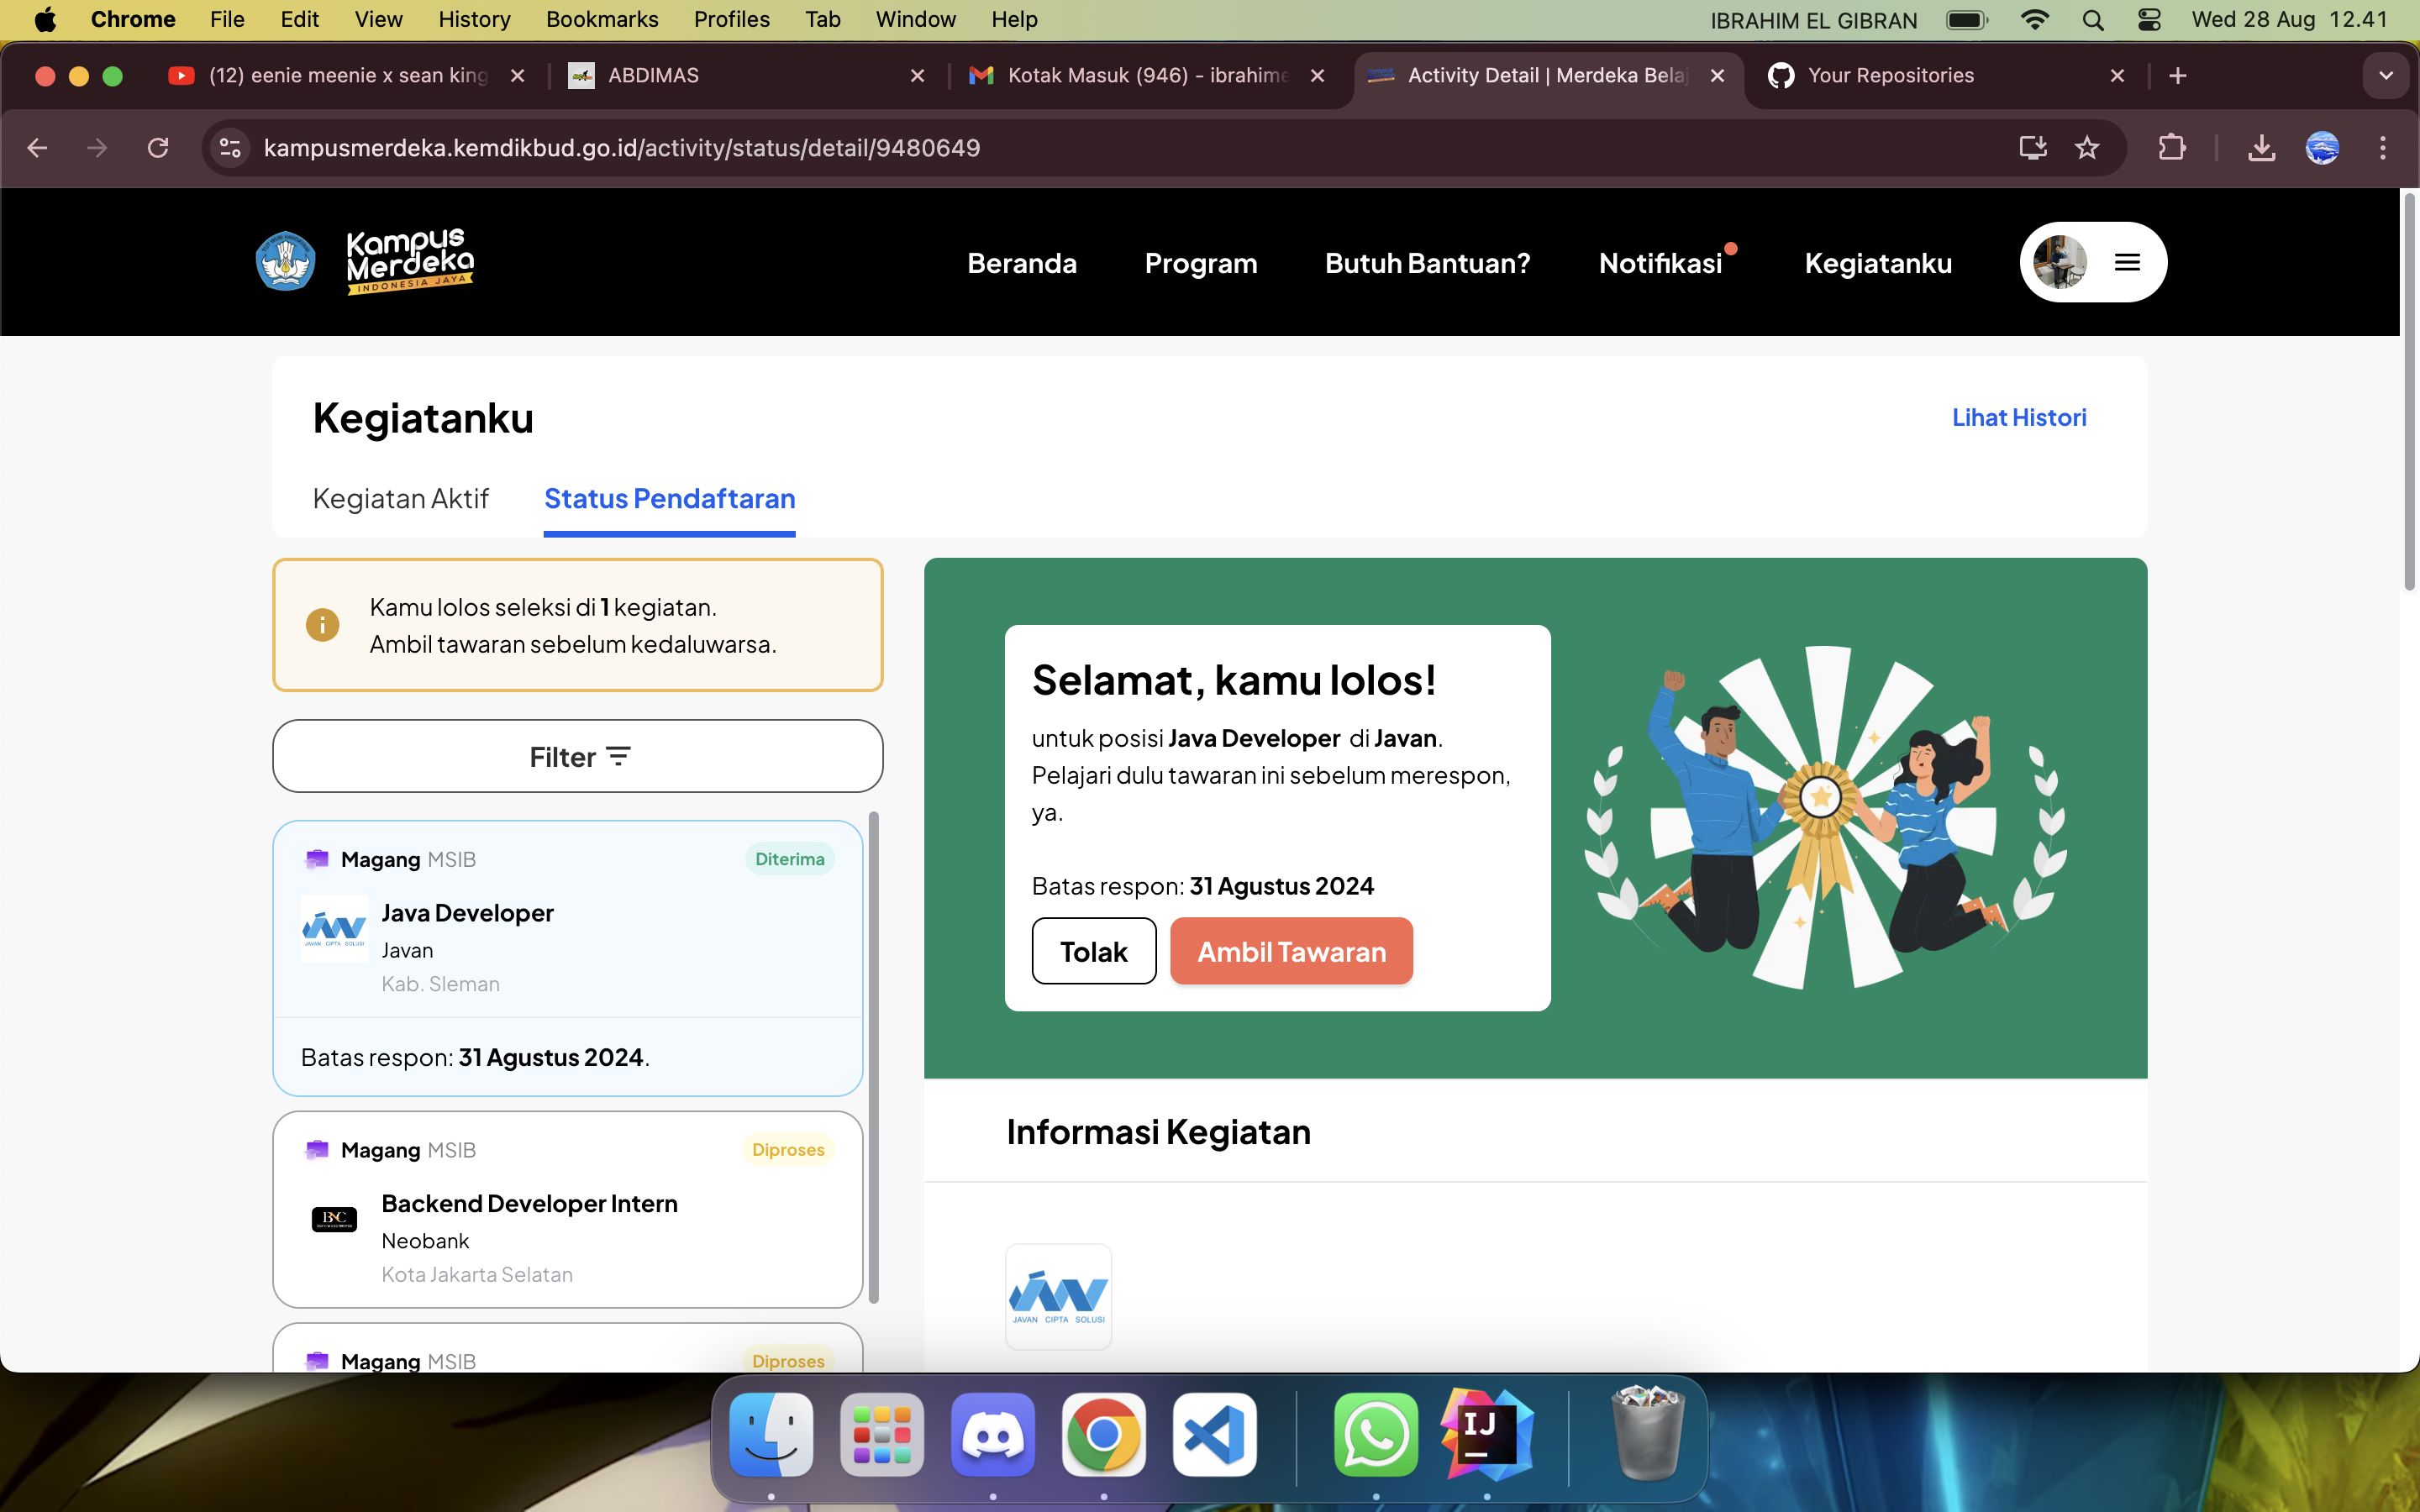 Chrome File Edit View History Bookmarks Profiles Tab Window Help IBRAHIM EL GIBRAN Wed 28 Aug 12.41
(12) eenie meenie x sean king ABDIMAS Kotak Masuk (946) - ibrahime Activity Detail | Merdeka Belaj Your Repositories
kampusmerdeka.kemdikbud.go.id/activity/status/detail/9480649
Kampus
Merdeka
INDONESIA JAYA
Beranda Program Butuh Bantuan? Notifikasi Kegiatanku
Kegiatanku
Lihat Histori
Kegiatan Aktif Status Pendaftaran
Kamu lolos seleksi di 1 kegiatan.
Ambil tawaran sebelum kedaluwarsa.
Filter
Magang MSIB Diterima
JAVAN CIPTA SOLUSI
Java Developer
Javan
Kab. Sleman
Batas respon: 31 Agustus 2024.
Magang MSIB Diproses
BNC
Backend Developer Intern
Neobank
Kota Jakarta Selatan
Magang MSIB Diproses
Selamat, kamu lolos!
untuk posisi Java Developer di Javan.
Pelajari dulu tawaran ini sebelum merespon,
ya.
Batas respon: 31 Agustus 2024
Tolak Ambil Tawaran
Informasi Kegiatan
JAVAN CIPTA SOLUSI
IJ